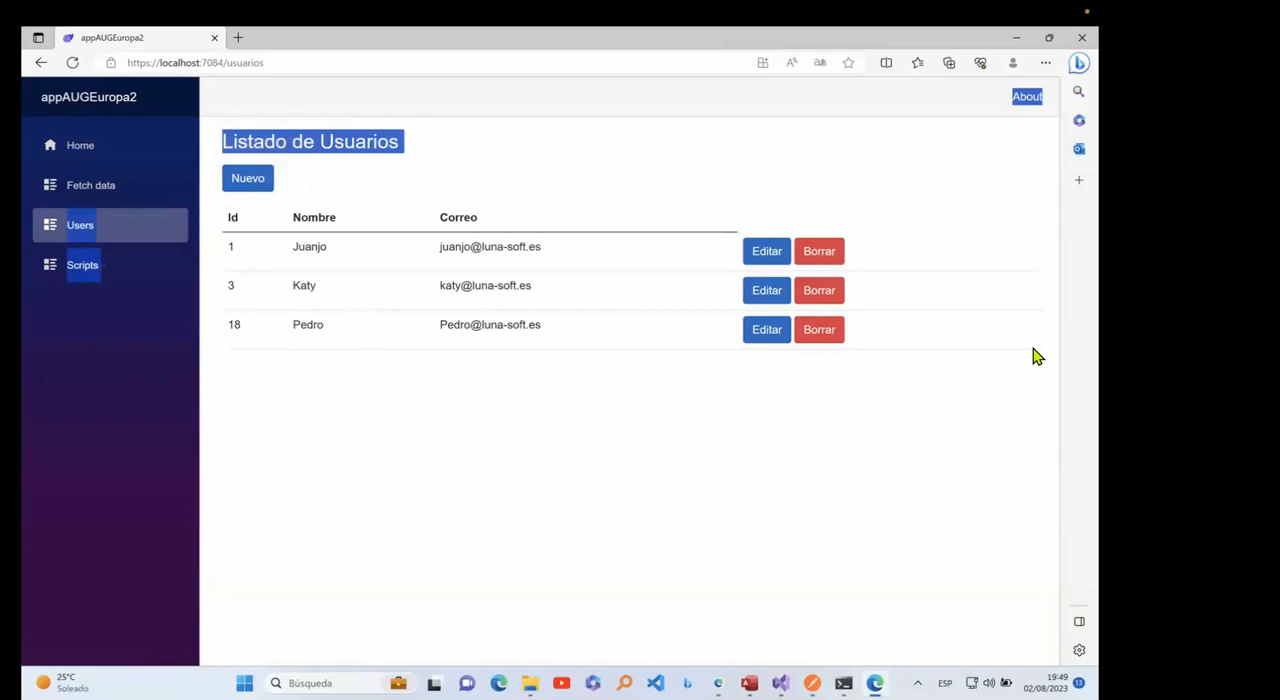 appAUGEuropa2
https://localhost:7084/usuarios
appAUGEuropa2
About
Home
Fetch data
Users
Scripts
Listado de Usuarios
Nuevo
Id Nombre Correo
1 Juanjo juanjo@luna-soft.es Editar Borrar
3 Katy katy@luna-soft.es Editar Borrar
18 Pedro Pedro@luna-soft.es Editar Borrar
25°C
Soleado
Búsqueda
ESP
19:49
02/08/2023